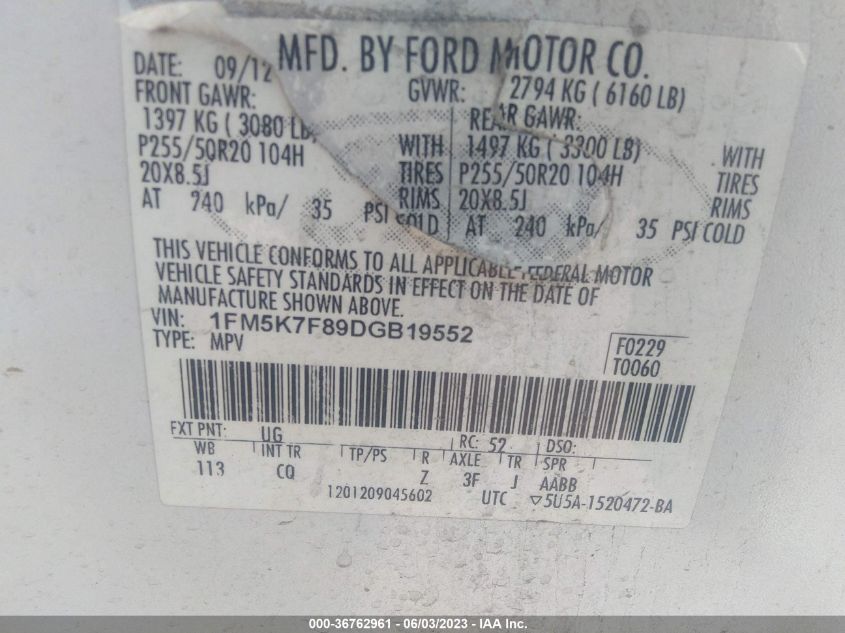 MFD. BY FORD MOTOR CO.
DATE: 09/12 GVWR: 2794 KG ( 6160 LB)
FRONT GAWR: REAR GAWR:
1397 KG ( 3080 LB) WITH 1497 KG ( 3300 LB) WITH
P255/50R20 104H TIRES P255/50R20 104H TIRES
20X8.5J RIMS 20X8.5J RIMS
AT 240 kPa/ 35 PSI COLD AT 240 kPa/ 35 PSI COLD
THIS VEHICLE CONFORMS TO ALL APPLICABLE FEDERAL MOTOR
VEHICLE SAFETY STANDARDS IN EFFECT ON THE DATE OF
MANUFACTURE SHOWN ABOVE.
VIN: 1FM5K7F89DGB19552
TYPE: MPV
F0229
T0060
EXT PNT: UG RC: 52 DSO:
WB INT TR TP/PS R AXLE TR SPR
113 CQ Z 3F J AABB
1201209045602 UTC ▽5U5A-1520472-BA
000-36762961 - 06/03/2023 - IAA Inc.